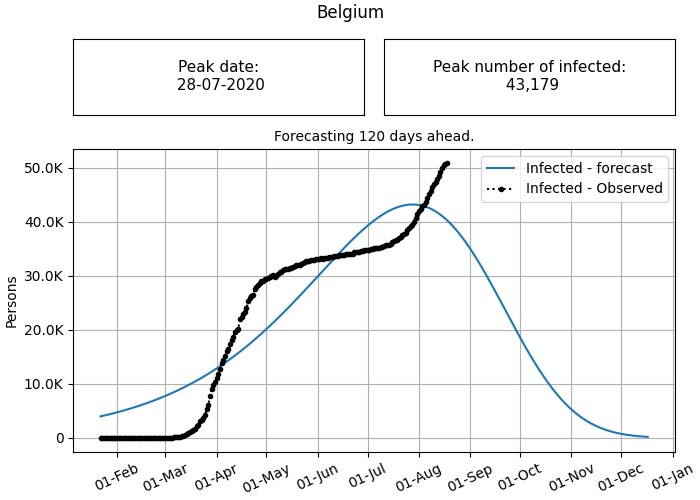 Belgium
Peak date:
28-07-2020
Peak number of infected:
43,179
Forecasting 120 days ahead.
Infected - forecast
Infected - Observed
Persons
50.0K
40.0K
30.0K
20.0K
10.0K
0
01-Feb
01-Mar
01-Apr
01-May
01-Jun
01-Jul
01-Aug
01-Sep
01-Oct
01-Nov
01-Dec
01-Jan